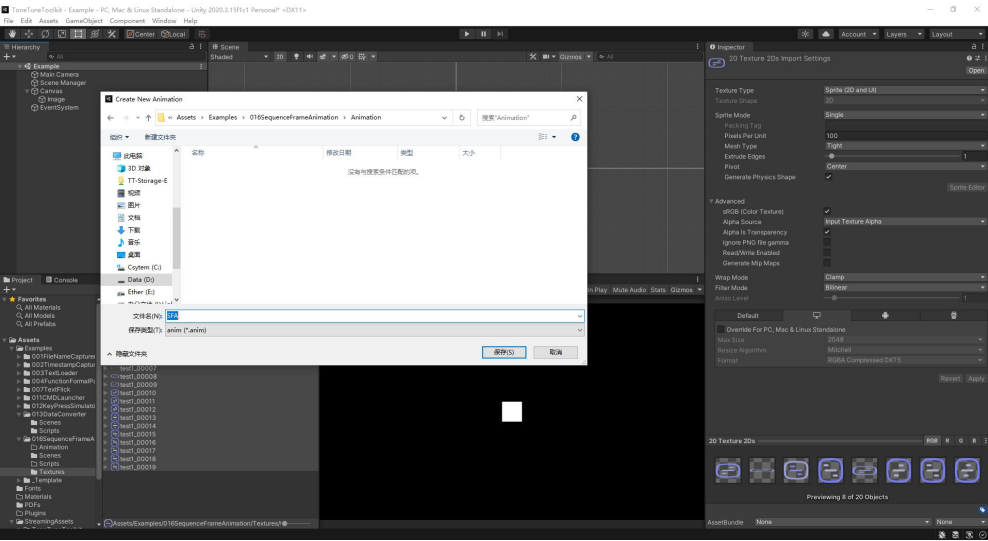 ToneTuneToolkit - Example - PC, Mac & Linux Standalone - Unity 2020.3.15f1c1 Personal* <DX11>
File Edit Assets GameObject Component Window Help
Center Local
Account Layers Layout
Hierarchy
All
Example
Main Camera
Scene Manager
Canvas
Image
EventSystem
Scene
Shaded 2D 0 Gizmos All
Create New Animation
« Assets › Examples › 016SequenceFrameAnimation › Animation
搜索"Animation"
组织 新建文件夹
此电脑
3D 对象
TT-Storage-E
视频
图片
文档
下载
音乐
桌面
Csytem (C:)
Data (D:)
Ether (E:)
名称 修改日期 类型 大小
没有与搜索条件匹配的项。
文件名(N): SFA
保存类型(T): anim (*.anim)
隐藏文件夹
保存(S) 取消
Inspector
20 Texture 2Ds Import Settings
Open
Texture Type Sprite (2D and UI)
Texture Shape 2D
Sprite Mode Single
Packing Tag
Pixels Per Unit 100
Mesh Type Tight
Extrude Edges 1
Pivot Center
Generate Physics Shape
Sprite Editor
Advanced
sRGB (Color Texture)
Alpha Source Input Texture Alpha
Alpha Is Transparency
Ignore PNG file gamma
Read/Write Enabled
Generate Mip Maps
Wrap Mode Clamp
Filter Mode Bilinear
Aniso Level 1
Default
Override For PC, Mac & Linux Standalone
Max Size 2048
Resize Algorithm Mitchell
Format RGBA Compressed DXT5
Revert Apply
Project Console
Favorites
All Materials
All Models
All Prefabs
Assets
Examples
001FileNameCapturer
002TimestampCaptu
003TextLoader
004FunctionFormatPa
007TextFlick
011CMDLauncher
012KeyPressSimulato
013DataConverter
Scenes
Scripts
016SequenceFrameA
Animation
Scenes
Scripts
Textures
_Template
Fonts
Materials
PDFs
Plugins
StreamingAssets
test1_00007
test1_00008
test1_00009
test1_00010
test1_00011
test1_00012
test1_00013
test1_00014
test1_00015
test1_00016
test1_00017
test1_00018
test1_00019
Assets/Examples/016SequenceFrameAnimation/Textures/
On Play Mute Audio Stats Gizmos
20 Texture 2Ds RGB R G B
Previewing 8 of 20 Objects
AssetBundle None None